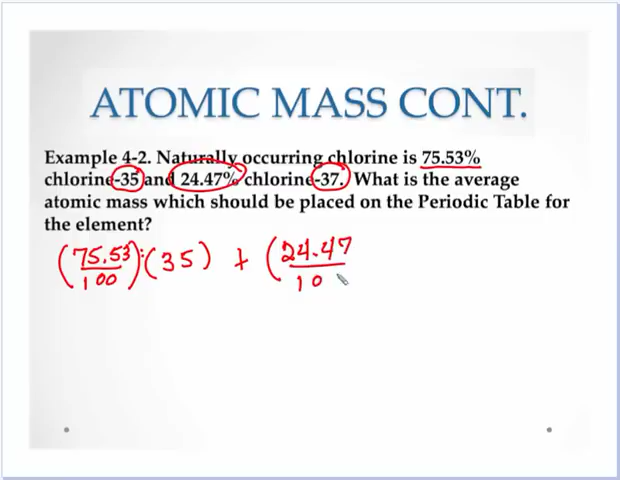 ATOMIC MASS CONT.
Example 4-2. Naturally occurring chlorine is 75.53%
chlorine-35 and 24.47% chlorine-37. What is the average
atomic mass which should be placed on the Periodic Table for
the element?
(75.53/100)(35) + (24.47/10